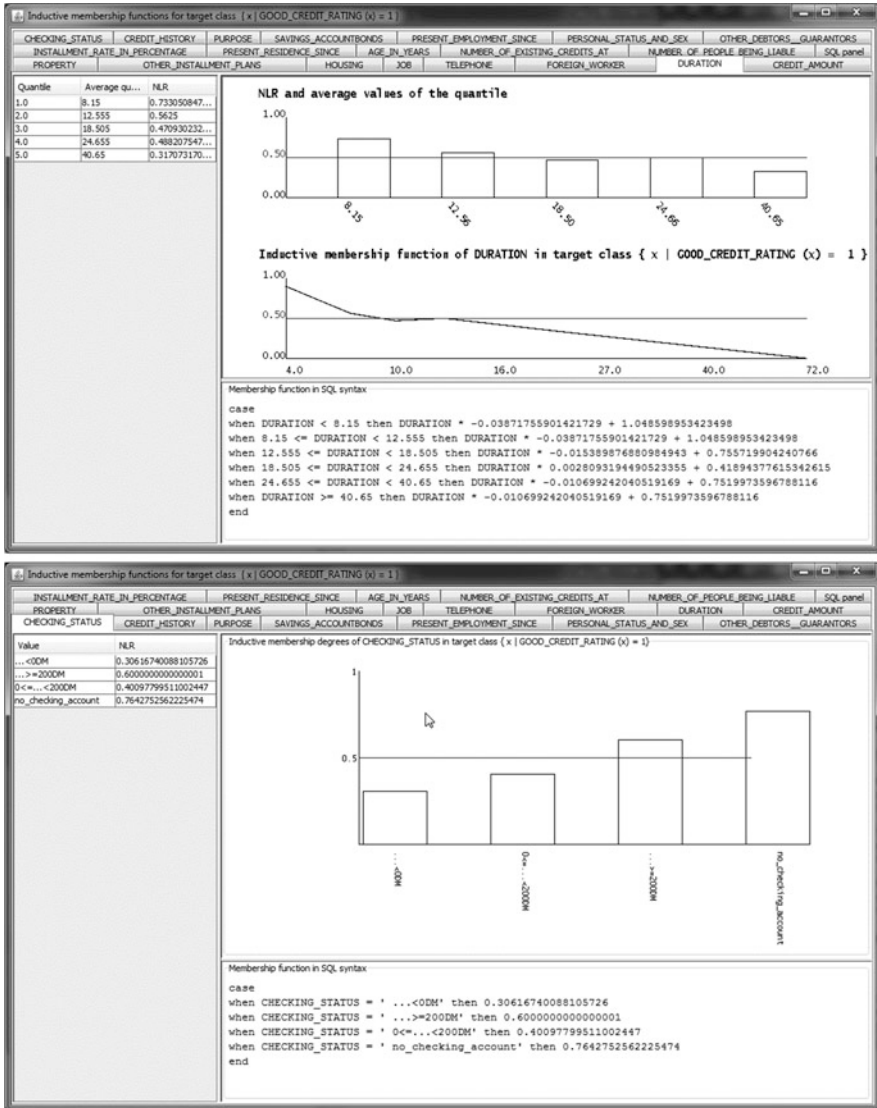 Inductive membership functions for target class { x | GOOD_CREDIT_RATING (x) = 1 }
CHECKING_STATUS CREDIT_HISTORY PURPOSE SAVINGS_ACCOUNTBONDS PRESENT_EMPLOYMENT_SINCE PERSONAL_STATUS_AND_SEX OTHER_DEBTORS__GUARANTORS
INSTALLMENT_RATE_IN_PERCENTAGE PRESENT_RESIDENCE_SINCE AGE_IN_YEARS NUMBER_OF_EXISTING_CREDITS_AT NUMBER_OF_PEOPLE_BEING_LIABLE SQL panel
PROPERTY OTHER_INSTALLMENT_PLANS HOUSING JOB TELEPHONE FOREIGN_WORKER DURATION CREDIT_AMOUNT
Quantile Average qu... NLR
1.0 8.15 0.733050847...
2.0 12.555 0.5625
3.0 18.505 0.470930232...
4.0 24.655 0.488207547...
5.0 40.65 0.317073170...
NLR and average values of the quantile
1.00
0.50
0.00
8.15 12.56 18.50 24.66 40.65
Inductive membership function of DURATION in target class { x | GOOD_CREDIT_RATING (x) = 1 }
1.00
0.50
0.00
4.0 10.0 16.0 27.0 40.0 72.0
Membership function in SQL syntax
case
when DURATION < 8.15 then DURATION * -0.03871755901421729 + 1.048598953423498
when 8.15 <= DURATION < 12.555 then DURATION * -0.03871755901421729 + 1.048598953423498
when 12.555 <= DURATION < 18.505 then DURATION * -0.015389876880984943 + 0.755719904240766
when 18.505 <= DURATION < 24.655 then DURATION * 0.0028093194490523355 + 0.41894377615342615
when 24.655 <= DURATION < 40.65 then DURATION * -0.010699242040519169 + 0.7519973596788116
when DURATION >= 40.65 then DURATION * -0.010699242040519169 + 0.7519973596788116
end
Inductive membership functions for target class { x | GOOD_CREDIT_RATING (x) = 1 }
INSTALLMENT_RATE_IN_PERCENTAGE PRESENT_RESIDENCE_SINCE AGE_IN_YEARS NUMBER_OF_EXISTING_CREDITS_AT NUMBER_OF_PEOPLE_BEING_LIABLE SQL panel
PROPERTY OTHER_INSTALLMENT_PLANS HOUSING JOB TELEPHONE FOREIGN_WORKER DURATION CREDIT_AMOUNT
CHECKING_STATUS CREDIT_HISTORY PURPOSE SAVINGS_ACCOUNTBONDS PRESENT_EMPLOYMENT_SINCE PERSONAL_STATUS_AND_SEX OTHER_DEBTORS__GUARANTORS
Value NLR
...<0DM 0.30616740088105726
...>=200DM 0.6000000000000001
0<=...<200DM 0.40097799511002447
no_checking_account 0.7642752562225474
Inductive membership degrees of CHECKING_STATUS in target class { x | GOOD_CREDIT_RATING (x) = 1}
1
0.5
...<0DM 0<=...<200DM ...>=200DM no_checking_account
Membership function in SQL syntax
case
when CHECKING_STATUS = ' ...<0DM' then 0.30616740088105726
when CHECKING_STATUS = ' ...>=200DM' then 0.6000000000000001
when CHECKING_STATUS = ' 0<=...<200DM' then 0.40097799511002447
when CHECKING_STATUS = ' no_checking_account' then 0.7642752562225474
end